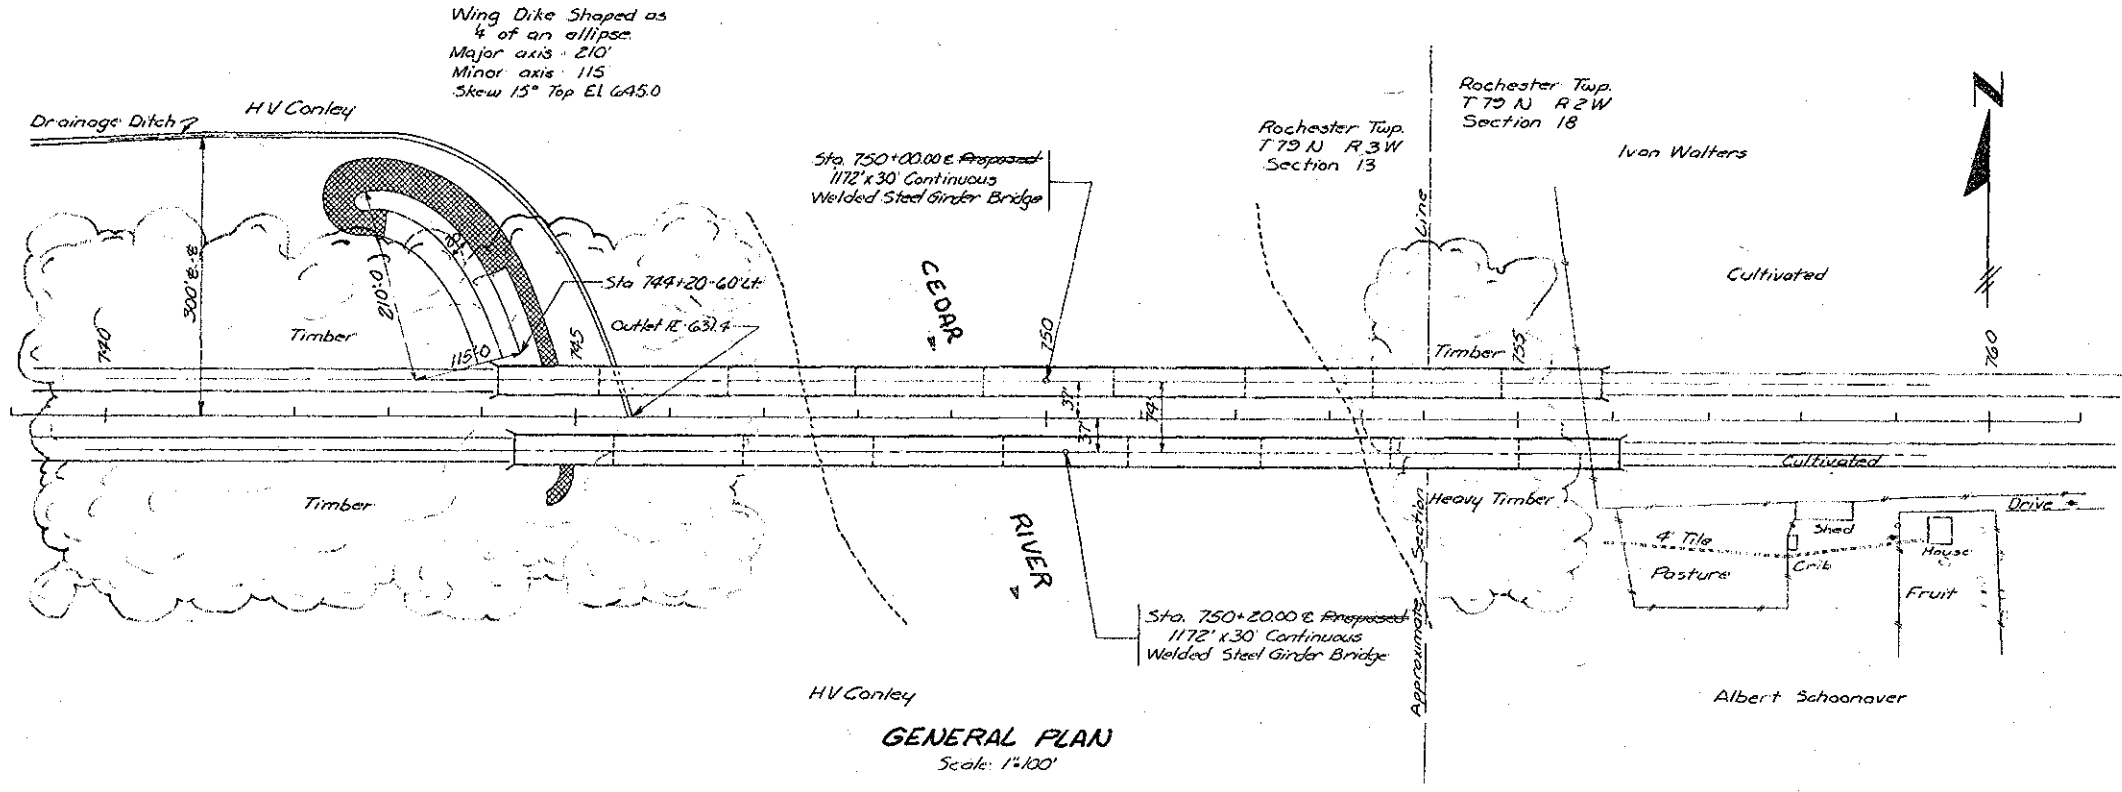 Wing Dike Shaped as
¼ of an ellipse
Major axis - 210'
Minor axis - 115
Skew 15° Top El. 645.0
Drainage Ditch
HV Conley
Rochester Twp.
T 79 N R 3 W
Section 13
Rochester Twp.
T 79 N R 2 W
Section 18
Ivan Walters
N
Sta. 750+00.00 ℄ Proposed
1172' x 30' Continuous
Welded Steel Girder Bridge
300' ℄-℄
210'-0"
Sta 744+20-60' Lt.
Outlet IE 631.4
115'-0
Timber
CEDAR
Line
Cultivated
740
745
750
Timber
755
760
37'
37'
74'
Cultivated
Timber
RIVER
Heavy Timber
Approximate Section
4" Tile
Pasture
Shed
Crib
House
Drive
Fruit
Sta. 750+20.00 ℄ Proposed
1172' x 30' Continuous
Welded Steel Girder Bridge
HV Conley
Albert Schoonover
GENERAL PLAN
Scale: 1"=100'